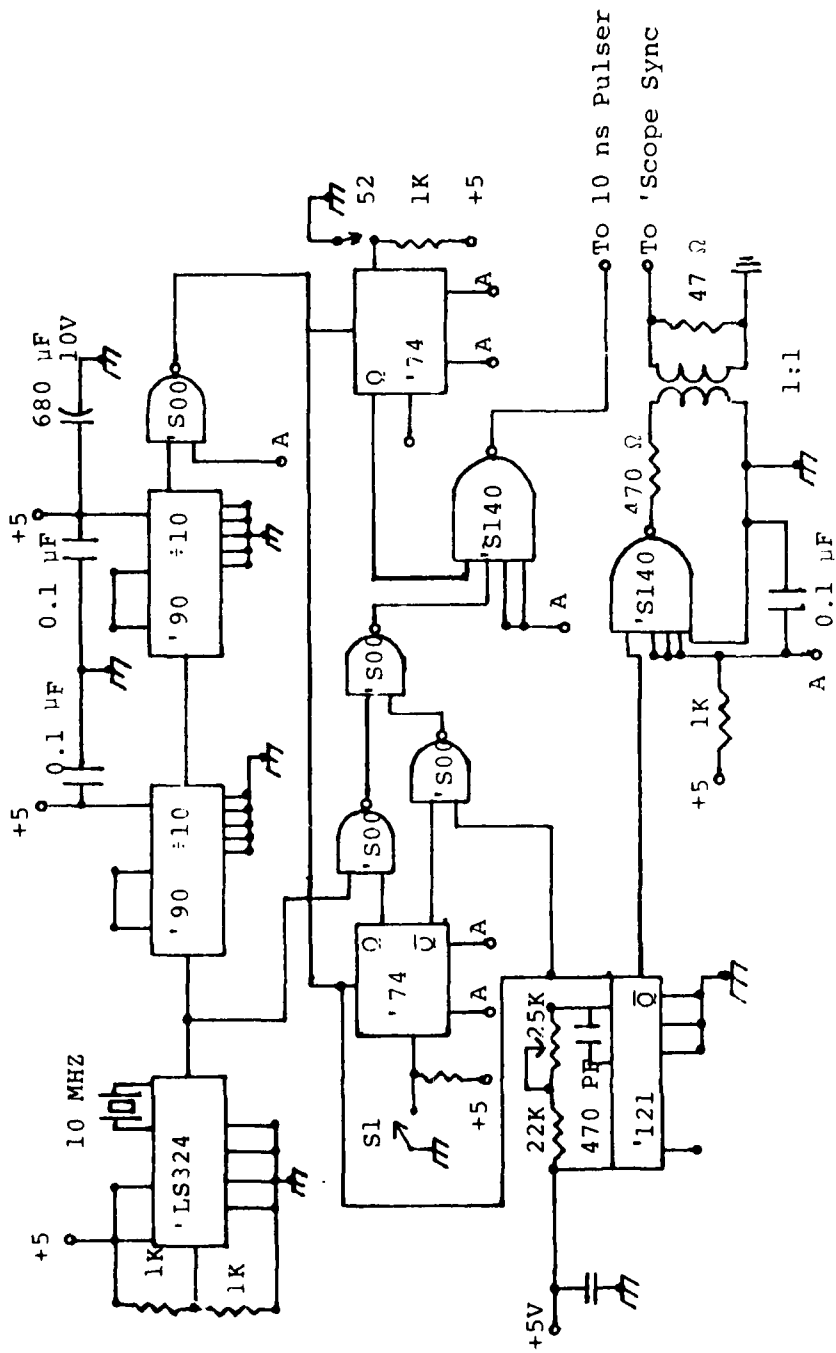 +5
10 MHZ
'LS324
1K
1K
+5
0.1 μF
'90 ÷10
+5
0.1 μF
680 μF
10V
'90 ÷10
'S00
A
S1
+5
'74
Q
Q̅
A
A
'S00
'S00
'S00
Q
'74
A
A
52
1K
+5
'S140
A
To 10 ns Pulser
+5V
22K
25K
470 PF
'121
Q̅
+5
1K
A
0.1 μF
'S140
470 Ω
1:1
47 Ω
To 'Scope Sync